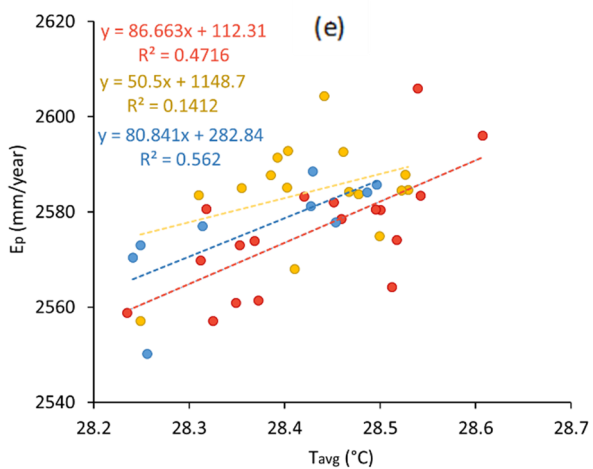 (e)
y = 86.663x + 112.31
R² = 0.4716
y = 50.5x + 1148.7
R² = 0.1412
y = 80.841x + 282.84
R² = 0.562
Ep (mm/year)
2620
2600
2580
2560
2540
28.2 28.3 28.4 28.5 28.6 28.7
Tavg (°C)